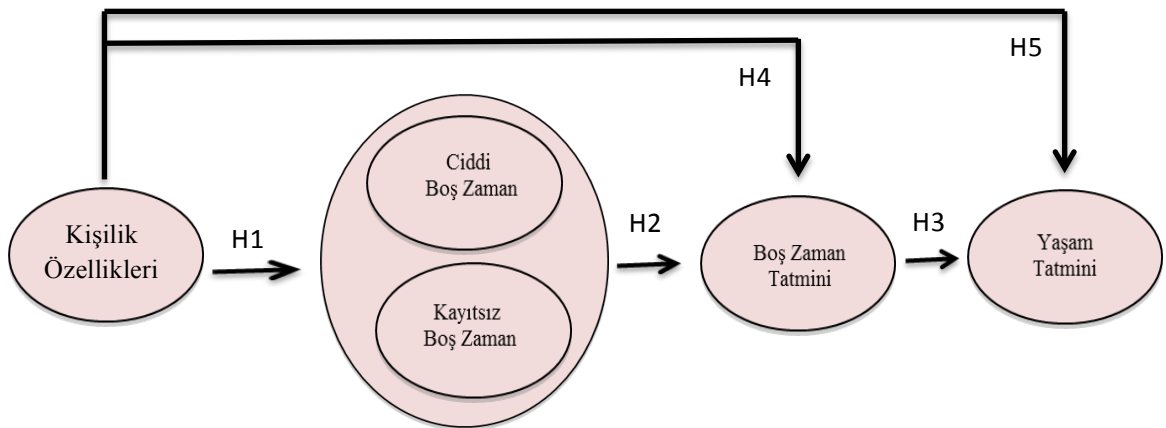 H5
H4
Ciddi
Boş Zaman
Kişilik
Özellikleri
H1
H2
Boş Zaman
Tatmini
H3
Yaşam
Tatmini
Kayıtsız
Boş Zaman